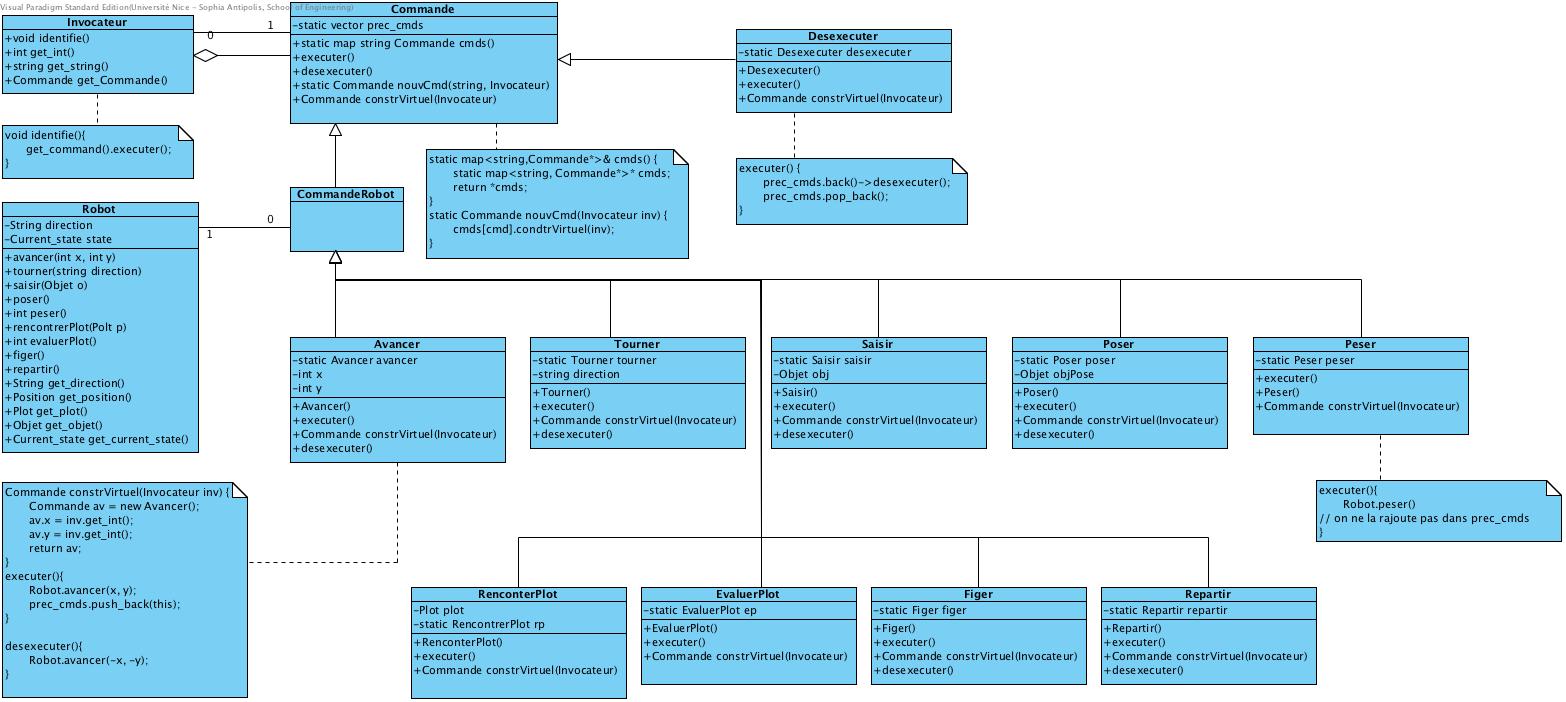 Visual Paradigm Standard Edition(Université Nice - Sophia Antipolis, School of Engineering)
Invocateur
+void identifie()
+int get_int()
+string get_string()
+Commande get_Commande()
0
1
Commande
-static vector prec_cmds
+static map string Commande cmds()
+executer()
+desexecuter()
+static Commande nouvCmd(string, Invocateur)
+Commande constrVirtuel(Invocateur)
Desexecuter
-static Desexecuter desexecuter
+Desexecuter()
+executer()
+Commande constrVirtuel(Invocateur)
void identifie(){
get_command().executer();
}
static map<string,Commande*>& cmds() {
static map<string, Commande*>* cmds;
return *cmds;
}
static Commande nouvCmd(Invocateur inv) {
cmds[cmd].condtrVirtuel(inv);
}
executer() {
prec_cmds.back()->desexecuter();
prec_cmds.pop_back();
}
Robot
-String direction
-Current_state state
+avancer(int x, int y)
+tourner(string direction)
+saisir(Objet o)
+poser()
+int peser()
+rencontrerPlot(Polt p)
+int evaluerPlot()
+figer()
+repartir()
+String get_direction()
+Position get_position()
+Plot get_plot()
+Objet get_objet()
+Current_state get_current_state()
1
0
CommandeRobot
Avancer
-static Avancer avancer
-int x
-int y
+Avancer()
+executer()
+Commande constrVirtuel(Invocateur)
+desexecuter()
Tourner
-static Tourner tourner
-string direction
+Tourner()
+executer()
+Commande constrVirtuel(Invocateur)
+desexecuter()
Saisir
-static Saisir saisir
-Objet obj
+Saisir()
+executer()
+Commande constrVirtuel(Invocateur)
+desexecuter()
Poser
-static Poser poser
-Objet objPose
+Poser()
+executer()
+Commande constrVirtuel(Invocateur)
+desexecuter()
Peser
-static Peser peser
+executer()
+Peser()
+Commande constrVirtuel(Invocateur)
Commande constrVirtuel(Invocateur inv) {
Commande av = new Avancer();
av.x = inv.get_int();
av.y = inv.get_int();
return av;
}
executer(){
Robot.avancer(x, y);
prec_cmds.push_back(this);
}
desexecuter(){
Robot.avancer(-x, -y);
}
executer(){
Robot.peser()
// on ne la rajoute pas dans prec_cmds
}
RenconterPlot
-Plot plot
-static RencontrerPlot rp
+RenconterPlot()
+executer()
+Commande constrVirtuel(Invocateur)
EvaluerPlot
-static EvaluerPlot ep
+EvaluerPlot()
+executer()
+Commande constrVirtuel(Invocateur)
Figer
-static Figer figer
+Figer()
+executer()
+Commande constrVirtuel(Invocateur)
+desexecuter()
Repartir
-static Repartir repartir
+Repartir()
+executer()
+Commande constrVirtuel(Invocateur)
+desexecuter()